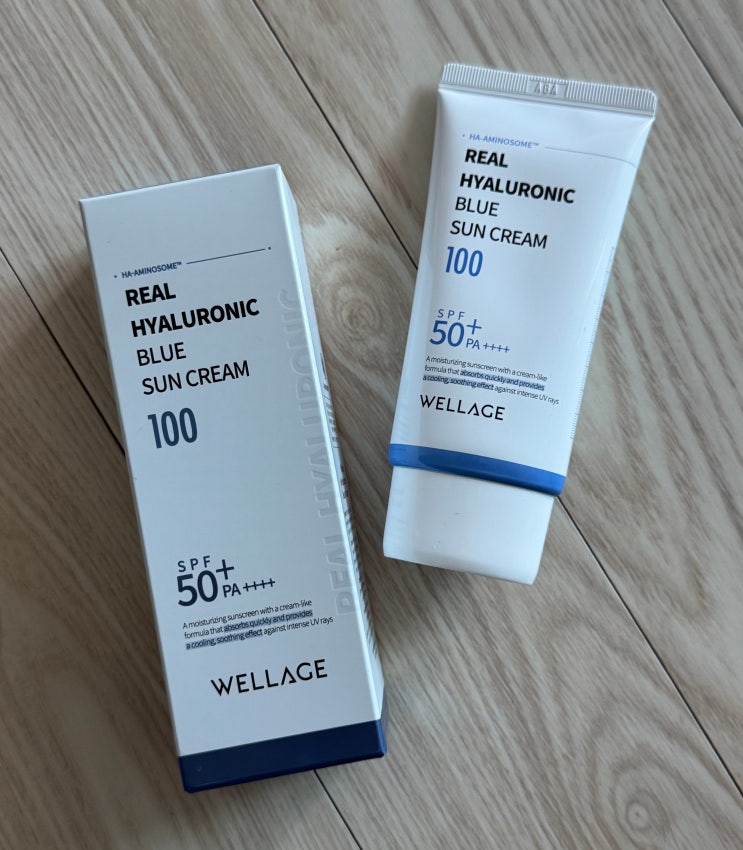 HA-AMINOSOME™
REAL
HYALURONIC
BLUE
SUN CREAM
100
SPF
50+
PA ++++
A moisturizing sunscreen with a cream-like
formula that absorbs quickly and provides
a cooling, soothing effect against intense UV rays
WELLAGE
REAL HYALURONIC
HA-AMINOSOME™
REAL
HYALURONIC
BLUE
SUN CREAM
100
SPF
50+
PA ++++
A moisturizing sunscreen with a cream-like
formula that absorbs quickly and provides
a cooling, soothing effect against intense UV rays
WELLAGE